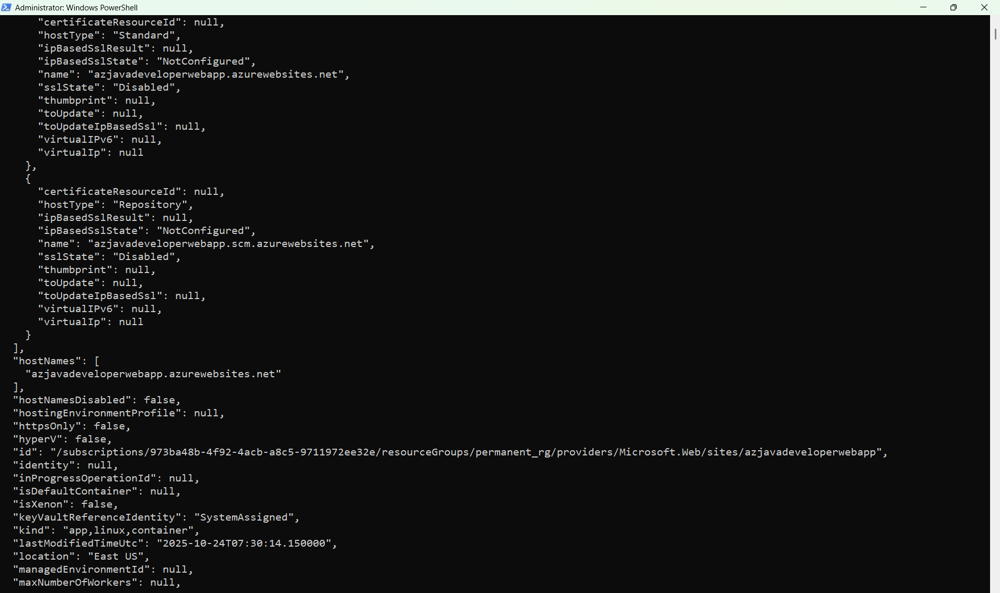 Administrator: Windows PowerShell
"certificateResourceId": null,
"hostType": "Standard",
"ipBasedSslResult": null,
"ipBasedSslState": "NotConfigured",
"name": "azjavadeveloperwebapp.azurewebsites.net",
"sslState": "Disabled",
"thumbprint": null,
"toUpdate": null,
"toUpdateIpBasedSsl": null,
"virtualIPv6": null,
"virtualIp": null
},
{
"certificateResourceId": null,
"hostType": "Repository",
"ipBasedSslResult": null,
"ipBasedSslState": "NotConfigured",
"name": "azjavadeveloperwebapp.scm.azurewebsites.net",
"sslState": "Disabled",
"thumbprint": null,
"toUpdate": null,
"toUpdateIpBasedSsl": null,
"virtualIPv6": null,
"virtualIp": null
}
],
"hostNames": [
"azjavadeveloperwebapp.azurewebsites.net"
],
"hostNamesDisabled": false,
"hostingEnvironmentProfile": null,
"httpsOnly": false,
"hyperV": false,
"id": "/subscriptions/973ba48b-4f92-4acb-a8c5-9711972ee32e/resourceGroups/permanent_rg/providers/Microsoft.Web/sites/azjavadeveloperwebapp",
"identity": null,
"inProgressOperationId": null,
"isDefaultContainer": null,
"isXenon": false,
"keyVaultReferenceIdentity": "SystemAssigned",
"kind": "app,linux,container",
"lastModifiedTimeUtc": "2025-10-24T07:30:14.150000",
"location": "East US",
"managedEnvironmentId": null,
"maxNumberOfWorkers": null,